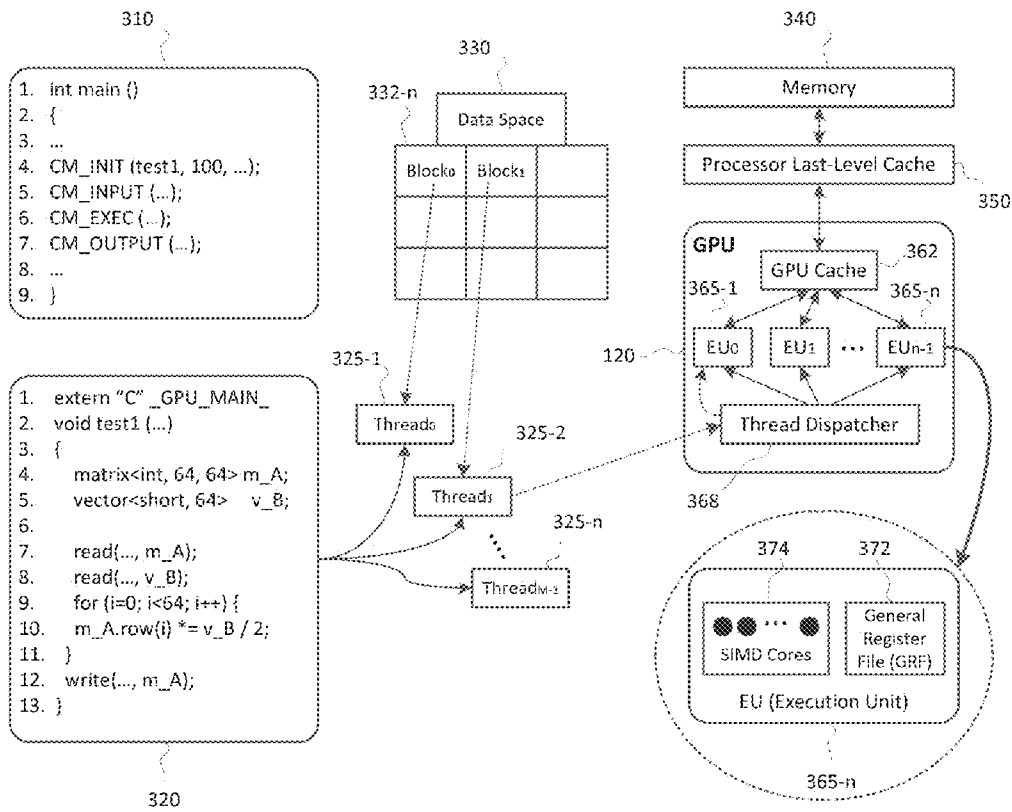 310
1. int main ()
2. {
3. ...
4. CM_INIT (test1, 100, ...);
5. CM_INPUT (...);
6. CM_EXEC (...);
7. CM_OUTPUT (...);
8. ...
9. }
330
332-n
Data Space
Block0 Block1
340
Memory
Processor Last-Level Cache
350
GPU
GPU Cache
362
365-1
365-n
120
EU0 EU1 ... EUn-1
Thread Dispatcher
368
325-1
Thread0
325-2
Thread1
325-n
ThreadM-1
1. extern "C" _GPU_MAIN_
2. void test1 (...)
3. {
4. matrix<int, 64, 64> m_A;
5. vector<short, 64> v_B;
6.
7. read(..., m_A);
8. read(..., v_B);
9. for (i=0; i<64; i++) {
10. m_A.row(i) *= v_B / 2;
11. }
12. write(..., m_A);
13. }
320
374
372
...
SIMD Cores
General
Register
File (GRF)
EU (Execution Unit)
365-n